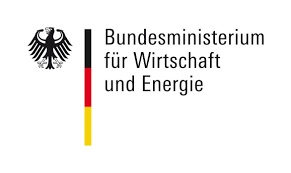 Bundesministerium
für Wirtschaft
und Energie